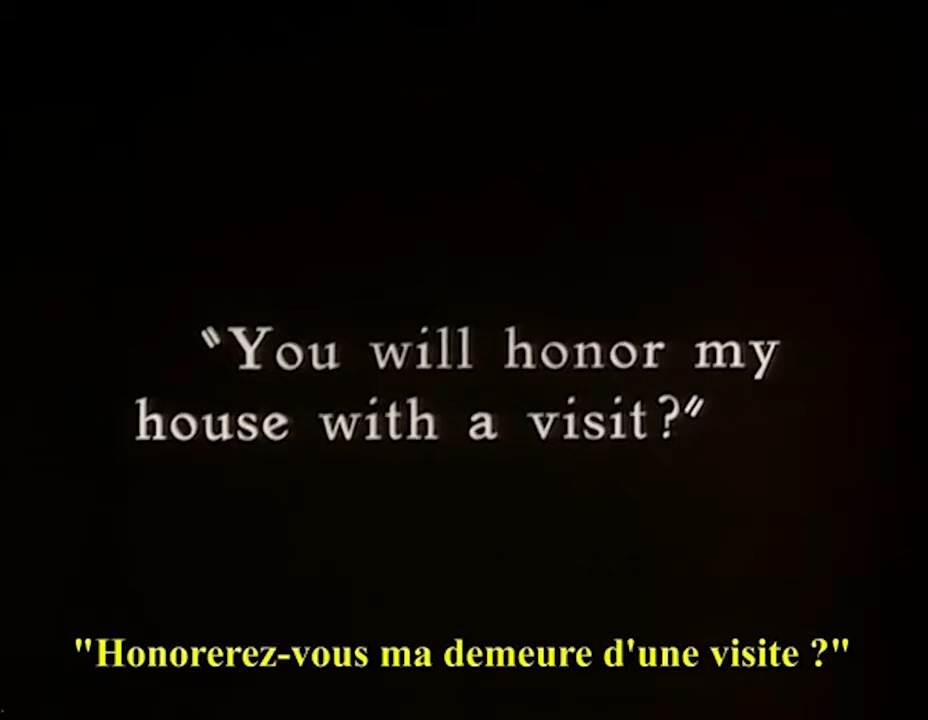 "You will honor my
house with a visit?"
"Honorerez-vous ma demeure d'une visite ?"